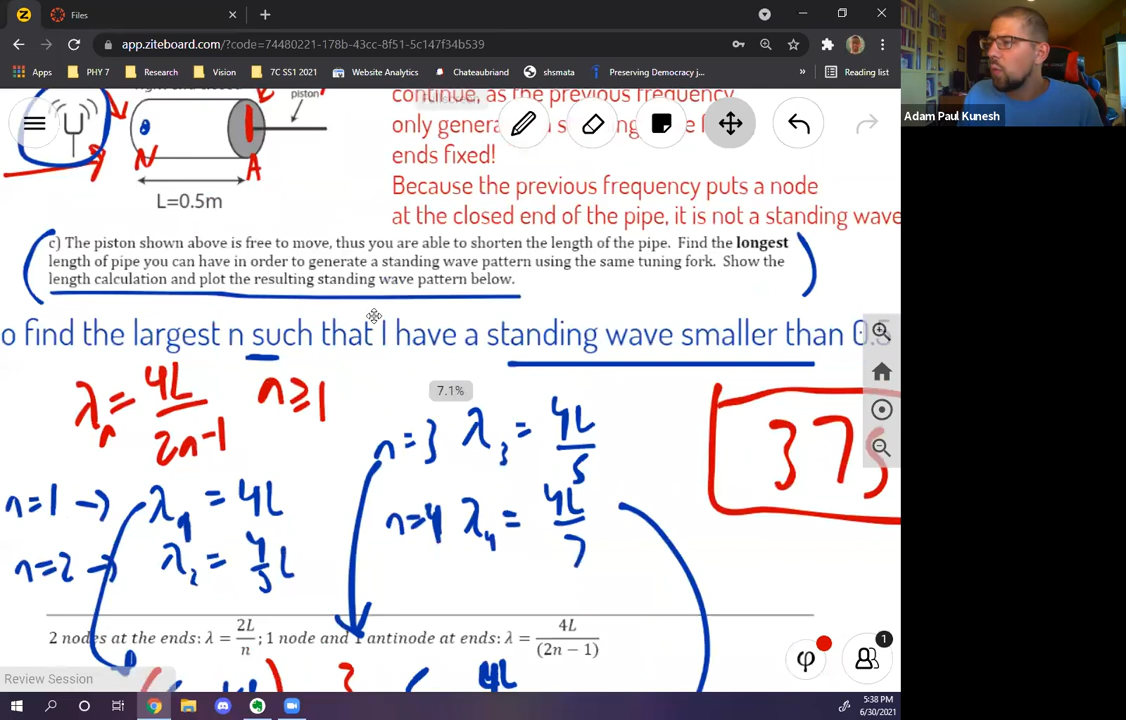 Files
app.ziteboard.com/?code=74480221-178b-43cc-8f51-5c147f34b539
Apps PHY 7 Research Vision 7C SS1 2021 Website Analytics Chateaubriand shsmata Preserving Democracy j... » Reading list
Adam Paul Kunesh
piston
N
A
L=0.5m
continue, as the previous frequency
only
ends fixed!
Because the previous frequency puts a node
at the closed end of the pipe, it is not a standing wave
c) The piston shown above is free to move, thus you are able to shorten the length of the pipe. Find the longest
length of pipe you can have in order to generate a standing wave pattern using the same tuning fork. Show the
length calculation and plot the resulting standing wave pattern below.
o find the largest n such that I have a standing wave smaller than 0.5
7.1%
λn = 4L/2n-1 n≥1
n=3 λ3 = 4L/5
n=4 λ4 = 4L/7
375
n=1 → λ1 = 4L
n=2 → λ2 = 4/3 L
2 nodes at the ends: λ = 2L/n; 1 node and 1 antinode at ends: λ = 4L/(2n − 1)
4L
3
1
Review Session
5:38 PM
6/30/2021